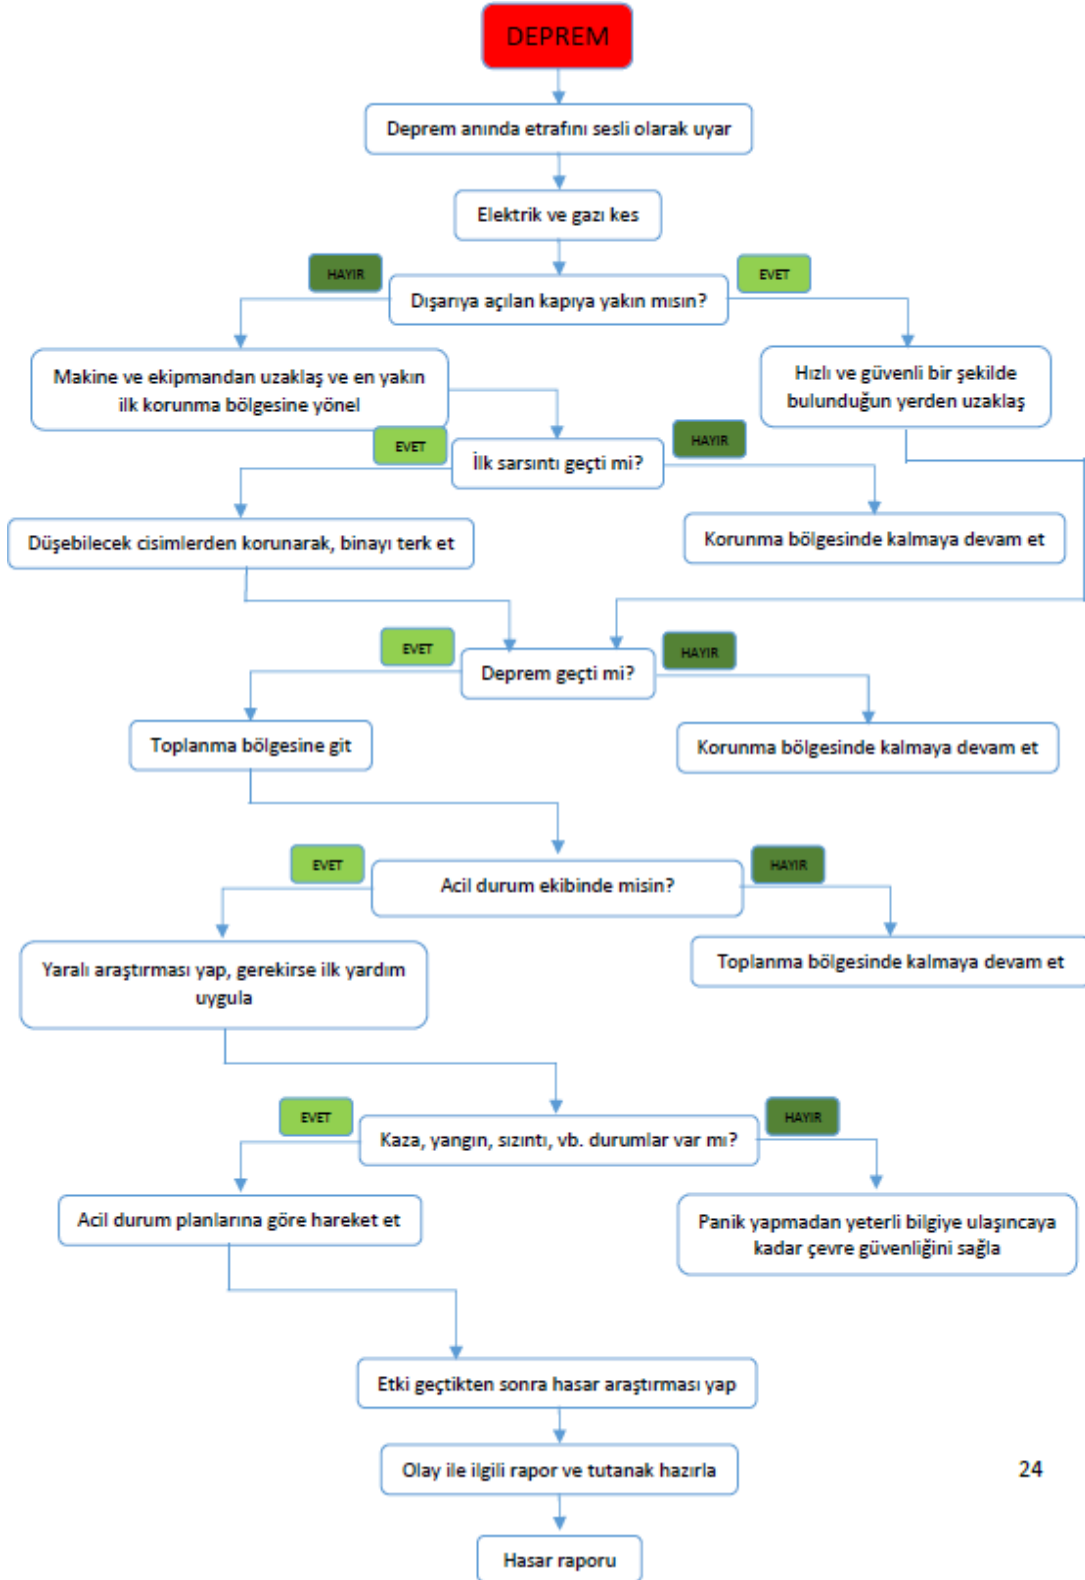 DEPREM
Deprem anında etrafını sesli olarak uyar
Elektrik ve gazı kes
HAYIR
EVET
Dışarıya açılan kapıya yakın mısın?
Makine ve ekipmandan uzaklaş ve en yakın
ilk korunma bölgesine yönel
Hızlı ve güvenli bir şekilde
bulunduğun yerden uzaklaş
EVET
HAYIR
İlk sarsıntı geçti mi?
Düşebilecek cisimlerden korunarak, binayı terk et
Korunma bölgesinde kalmaya devam et
EVET
HAYIR
Deprem geçti mi?
Toplanma bölgesine git
Korunma bölgesinde kalmaya devam et
EVET
HAYIR
Acil durum ekibinde misin?
Yaralı araştırması yap, gerekirse ilk yardım
uygula
Toplanma bölgesinde kalmaya devam et
EVET
HAYIR
Kaza, yangın, sızıntı, vb. durumlar var mı?
Acil durum planlarına göre hareket et
Panik yapmadan yeterli bilgiye ulaşıncaya
kadar çevre güvenliğini sağla
Etki geçtikten sonra hasar araştırması yap
Olay ile ilgili rapor ve tutanak hazırla
24
Hasar raporu